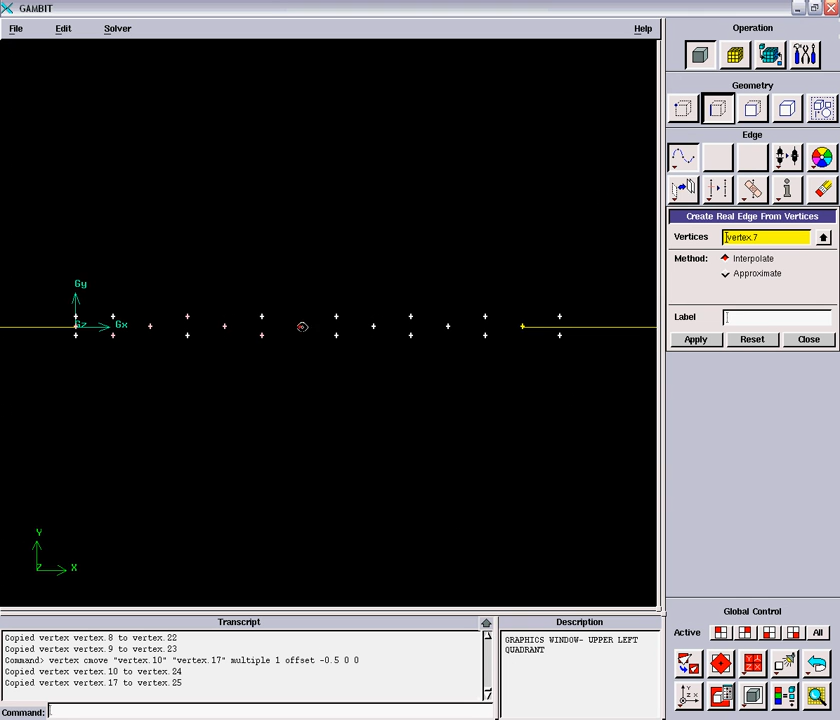 GAMBIT
File Edit Solver Help
Operation
Geometry
Edge
Create Real Edge From Vertices
Vertices vertex.7
Method: Interpolate
Approximate
Label
Apply Reset Close
Gy
Gz Gx
Y
Z X
Transcript
Copied vertex vertex.8 to vertex.22
Copied vertex vertex.9 to vertex.23
Command> vertex cmove "vertex.10" "vertex.17" multiple 1 offset -0.5 0 0
Copied vertex vertex.10 to vertex.24
Copied vertex vertex.17 to vertex.25
Command:
Description
GRAPHICS WINDOW- UPPER LEFT
QUADRANT
Global Control
Active All